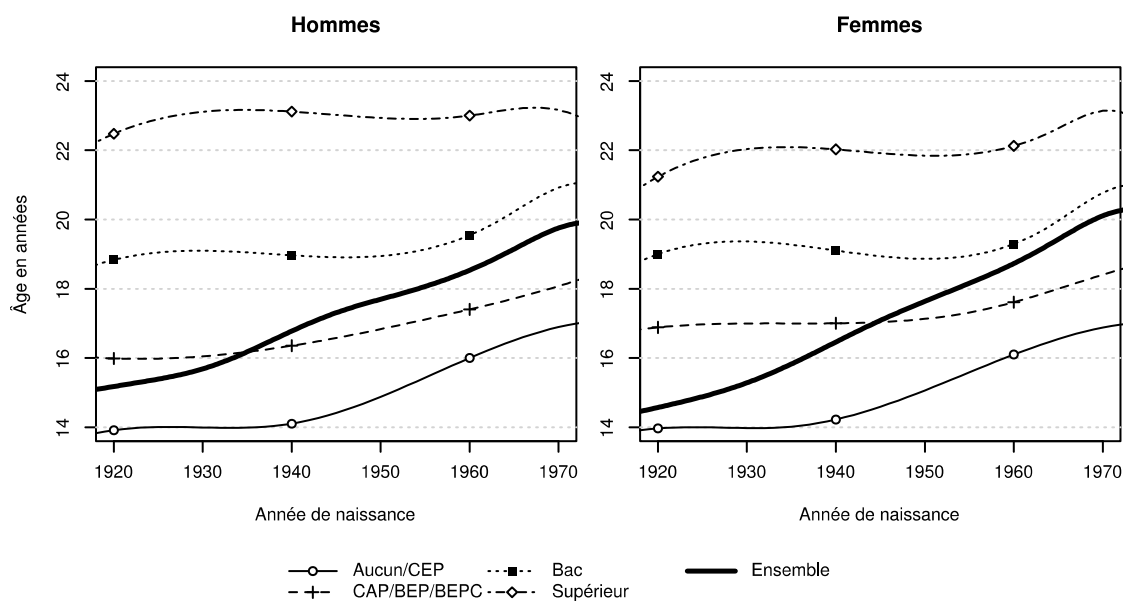 Hommes
Femmes
Âge en années
24
22
20
18
16
14
24
22
20
18
16
14
1920 1930 1940 1950 1960 1970
1920 1930 1940 1950 1960 1970
Année de naissance
Année de naissance
Aucun/CEP Bac Ensemble
CAP/BEP/BEPC Supérieur